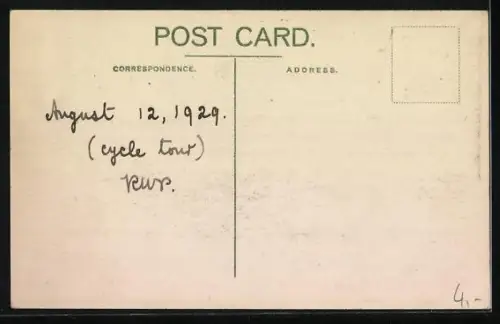 POST CARD.
CORRESPONDENCE.
ADDRESS.
August 12, 1929.
(cycle tour)
4,-